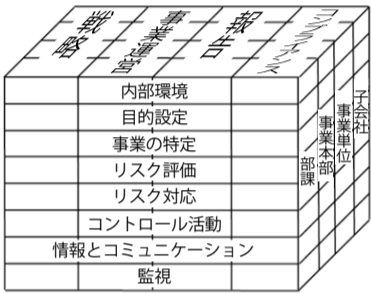 戦略
事業運営
報告
コンプライアンス
内部環境
目的設定
事業の特定
リスク評価
リスク対応
コントロール活動
情報とコミュニケーション
監視
部課
事業本部
事業単位
子会社